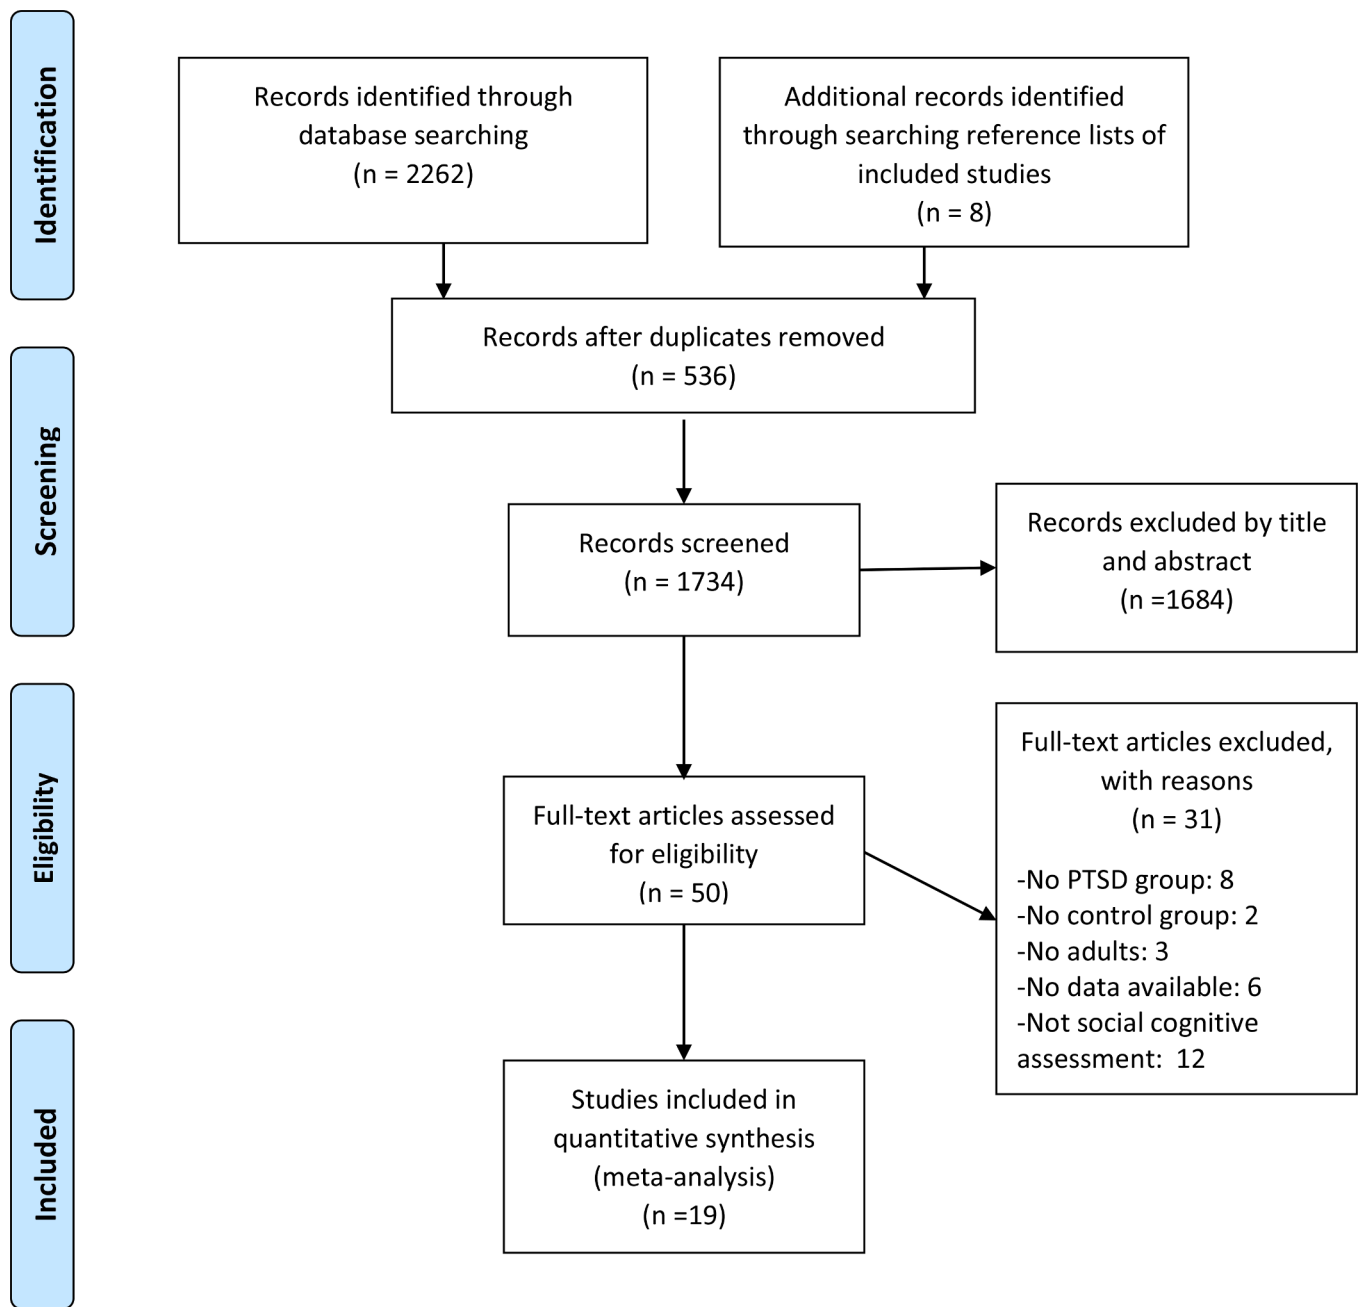 Identification
Records identified through
database searching
(n = 2262)
Additional records identified
through searching reference lists of
included studies
(n = 8)
Records after duplicates removed
(n = 536)
Screening
Records screened
(n = 1734)
Records excluded by title
and abstract
(n =1684)
Eligibility
Full-text articles assessed
for eligibility
(n = 50)
Full-text articles excluded,
with reasons
(n = 31)
-No PTSD group: 8
-No control group: 2
-No adults: 3
-No data available: 6
-Not social cognitive
assessment:  12
Included
Studies included in
quantitative synthesis
(meta-analysis)
(n =19)